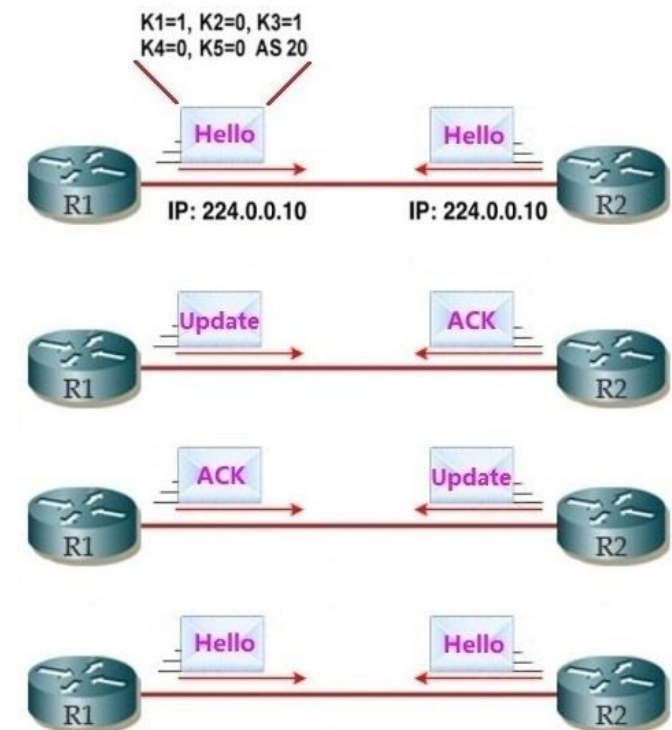 K1=1, K2=0, K3=1
K4=0, K5=0 AS 20
Hello
Hello
R1
IP: 224.0.0.10
IP: 224.0.0.10
R2
Update
ACK
R1
R2
ACK
Update
R1
R2
Hello
Hello
R1
R2